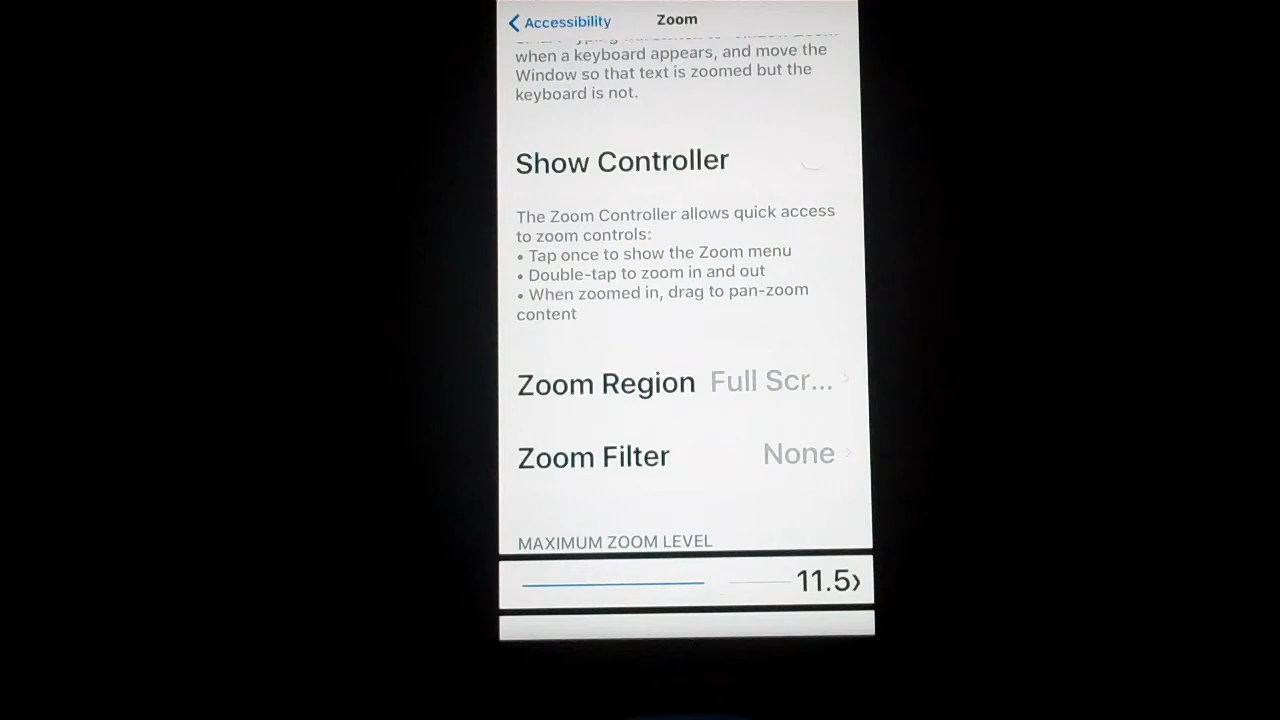 Accessibility
Zoom
when a keyboard appears, and move the
Window so that text is zoomed but the
keyboard is not.
Show Controller
The Zoom Controller allows quick access
to zoom controls:
• Tap once to show the Zoom menu
• Double-tap to zoom in and out
• When zoomed in, drag to pan-zoom
content
Zoom Region Full Scr...
Zoom Filter None
MAXIMUM ZOOM LEVEL
11.5›